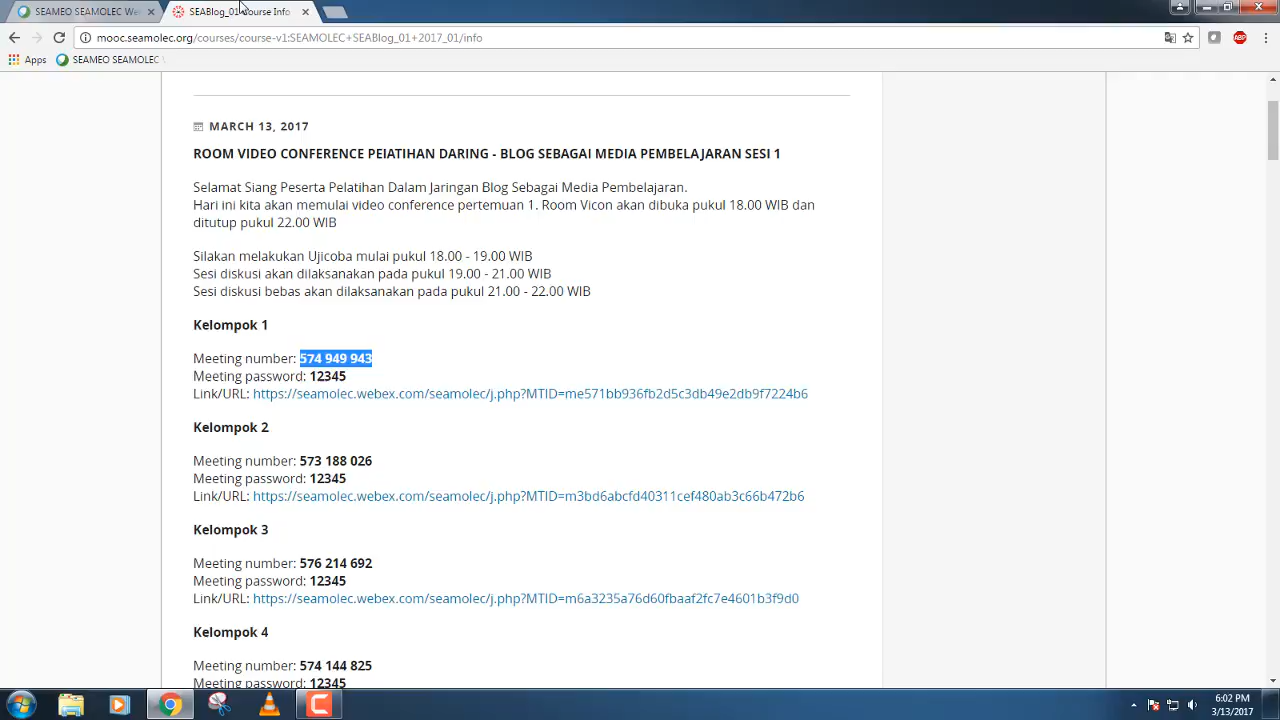 SEAMEO SEAMOLEC We
SEABlog_01 Course Info
mooc.seamolec.org/courses/course-v1:SEAMOLEC+SEABlog_01+2017_01/info
Apps
SEAMEO SEAMOLEC
MARCH 13, 2017
ROOM VIDEO CONFERENCE PElATIHAN DARING - BLOG SEBAGAI MEDIA PEMBELAJARAN SESI 1
Selamat Siang Peserta Pelatihan Dalam Jaringan Blog Sebagai Media Pembelajaran.
Hari ini kita akan memulai video conference pertemuan 1. Room Vicon akan dibuka pukul 18.00 WIB dan
ditutup pukul 22.00 WIB
Silakan melakukan Ujicoba mulai pukul 18.00 - 19.00 WIB
Sesi diskusi akan dilaksanakan pada pukul 19.00 - 21.00 WIB
Sesi diskusi bebas akan dilaksanakan pada pukul 21.00 - 22.00 WIB
Kelompok 1
Meeting number: 574 949 943
Meeting password: 12345
Link/URL: https://seamolec.webex.com/seamolec/j.php?MTID=me571bb936fb2d5c3db49e2db9f7224b6
Kelompok 2
Meeting number: 573 188 026
Meeting password: 12345
Link/URL: https://seamolec.webex.com/seamolec/j.php?MTID=m3bd6abcfd40311cef480ab3c66b472b6
Kelompok 3
Meeting number: 576 214 692
Meeting password: 12345
Link/URL: https://seamolec.webex.com/seamolec/j.php?MTID=m6a3235a76d60fbaaf2fc7e4601b3f9d0
Kelompok 4
Meeting number: 574 144 825
Meeting password: 12345
6:02 PM
3/13/2017